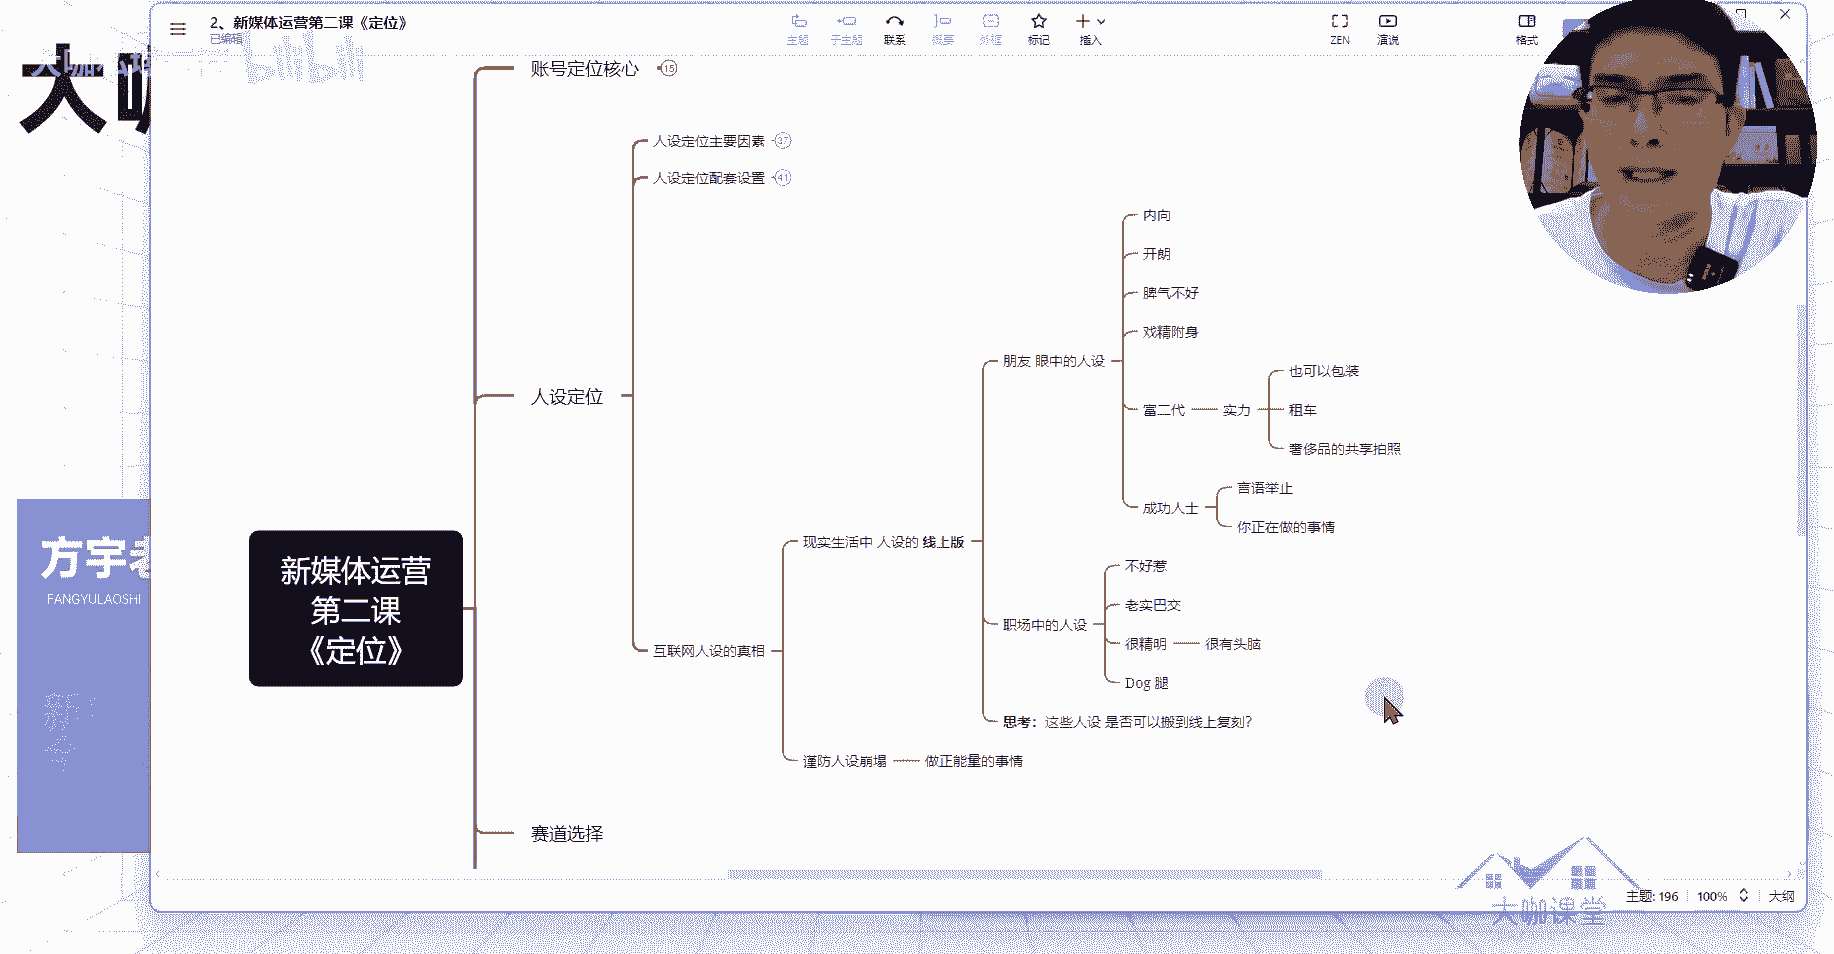 2、新媒体运营第二课《定位》
已编辑
bilibili
主题
子主题
联系
概要
外框
标记
插入
ZEN
演说
格式
大咖
账号定位核心
15
人设定位主要因素
37
人设定位配套设置
41
内向
开朗
脾气不好
戏精附身
朋友 眼中的人设
也可以包装
富二代
实力
租车
人设定位
奢侈品的共享拍照
言语举止
成功人士
你正在做的事情
现实生活中 人设的 线上版
不好惹
老实巴交
职场中的人设
很精明
很有头脑
互联网人设的真相
Dog 腿
思考：这些人设 是否可以搬到线上复刻？
谨防人设崩塌
做正能量的事情
新媒体运营
第二课
《定位》
赛道选择
方宇老
FANGYULAOSHI
主题: 196
100%
大纲
大咖课堂